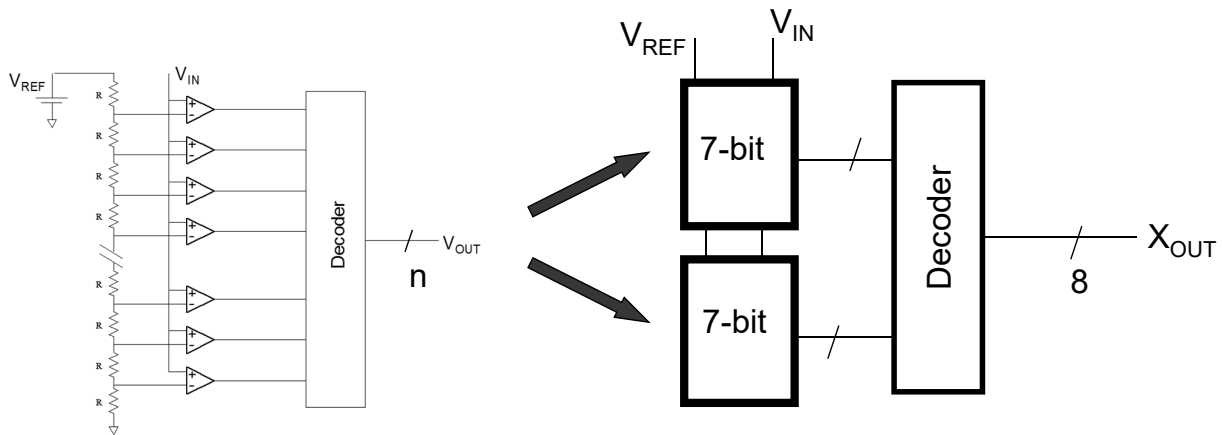 V_REF
V_IN
R
R
R
R
R
R
R
R
+
-
+
-
+
-
+
-
+
-
+
-
+
-
Decoder
V_OUT
n
V_REF
V_IN
7-bit
7-bit
Decoder
X_OUT
8